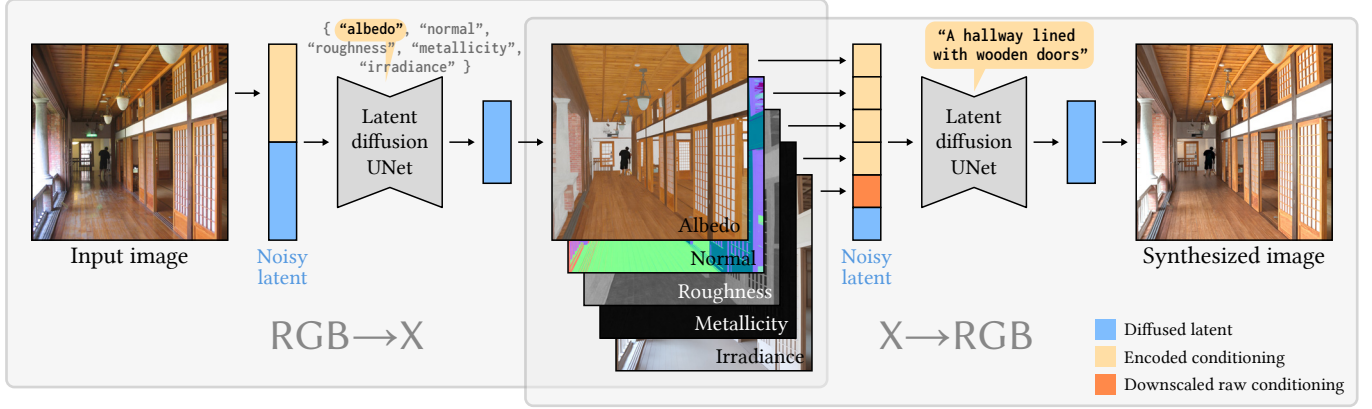 { “albedo”, “normal”,
“roughness”, “metallicity”,
“irradiance” }
Input image
Noisy
latent
Latent
diffusion
UNet
RGB→X
Albedo
Normal
Roughness
Metallicity
Irradiance
Noisy
latent
“A hallway lined
with wooden doors”
Latent
diffusion
UNet
X→RGB
Synthesized image
Diffused latent
Encoded conditioning
Downscaled raw conditioning